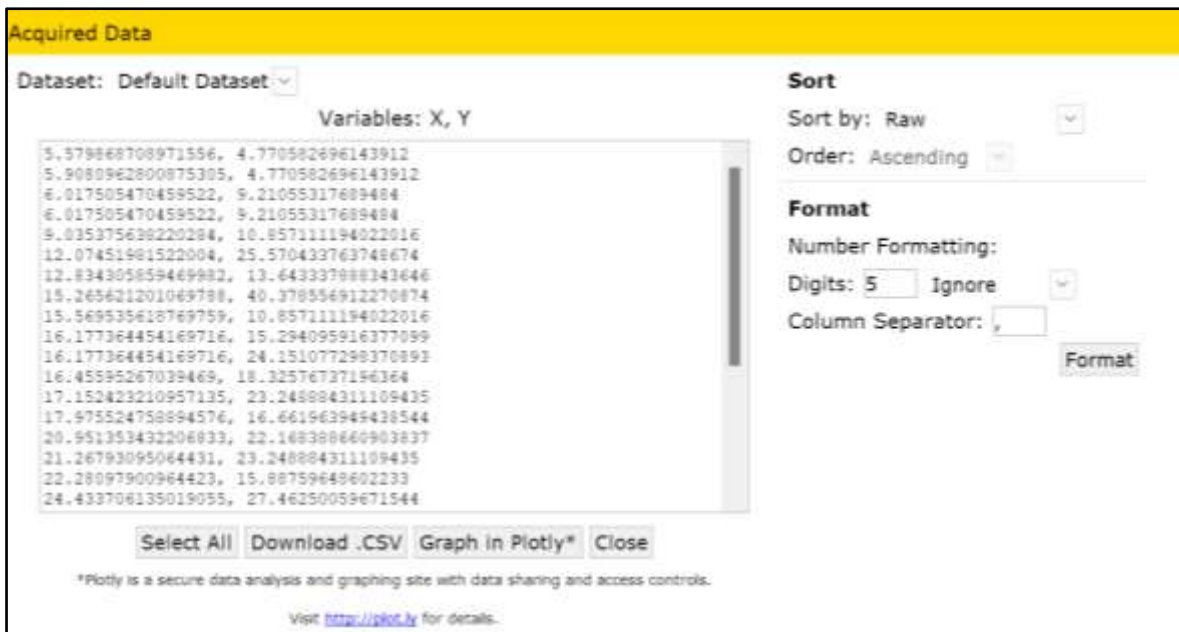 Acquired Data
Dataset: Default Dataset
Variables: X, Y
5.579868708971556, 4.770582696143912
5.9080962800875305, 4.770582696143912
6.017505470459522, 9.21055317689484
6.017505470459522, 9.21055317689484
9.035375638220284, 10.857111194022016
12.07451981522004, 25.570433763748674
12.834305859469982, 13.643337888343646
15.265621201069788, 40.378556912270874
15.569535618769759, 10.857111194022016
16.177364454169716, 15.294095916377099
16.177364454169716, 24.151077298370893
16.45595267039469, 18.32576737196364
17.152423210957135, 23.248884311109435
17.975524758894576, 16.661963949438544
20.951353432206833, 22.168388660903837
21.26793095064431, 23.248884311109435
22.28097900964423, 15.88759648602233
24.433706135019055, 27.46250059671544
Select All Download .CSV Graph in Plotly* Close
*Plotly is a secure data analysis and graphing site with data sharing and access controls.
Visit http://plot.ly for details.
Sort
Sort by: Raw
Order: Ascending
Format
Number Formatting:
Digits: 5 Ignore
Column Separator: ,
Format